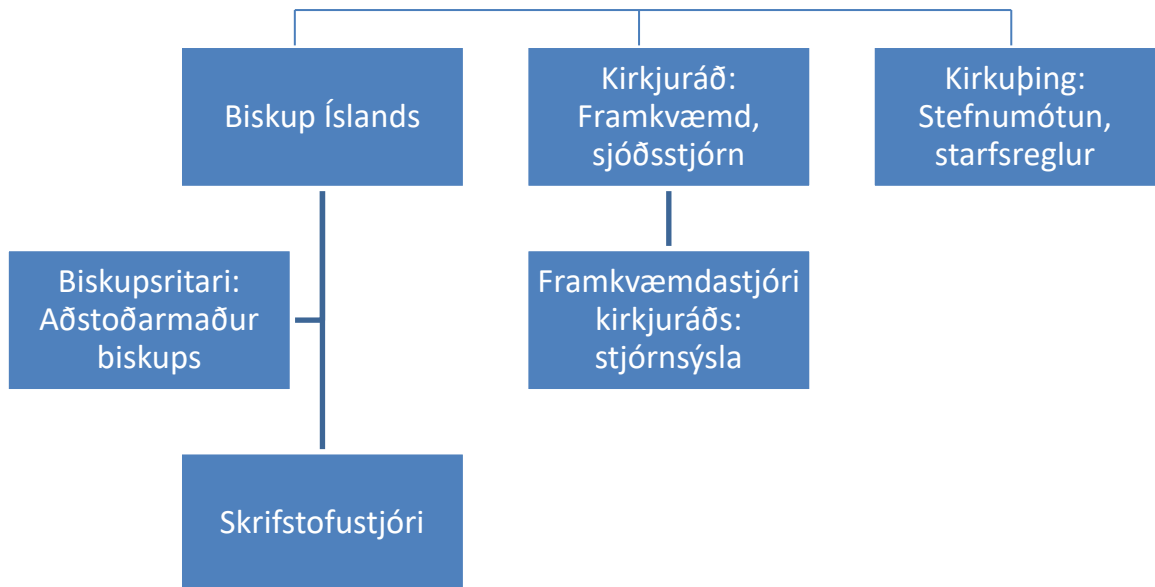 Biskup Íslands
Kirkjuráð:
Framkvæmd,
sjóðsstjórn
Kirkuþing:
Stefnumótun,
starfsreglur
Biskupsritari:
Aðstoðarmaður
biskups
Framkvæmdastjóri
kirkjuráðs:
stjórnsýsla
Skrifstofustjóri